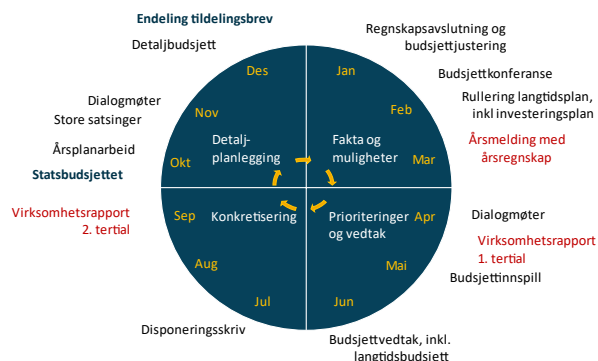 Endeling tildelingsbrev
Detaljbudsjett
Regnskapsavslutning og
budsjettjustering
Des
Jan
Budsjettkonferanse
Dialogmøter
Store satsinger
Nov
Feb
Rullering langtidsplan,
inkl investeringsplan
Årsplanarbeid
Detalj-
planlegging
Fakta og
muligheter
Årsmelding med
årsregnskap
Okt
Mar
Statsbudsjettet
Virksomhetsrapport
2. tertial
Sep
Konkretisering
Prioriteringer
og vedtak
Apr
Dialogmøter
Virksomhetsrapport
1. tertial
Aug
Mai
Budsjettinnspill
Jul
Jun
Disponeringsskriv
Budsjettvedtak, inkl.
langtidsbudsjett